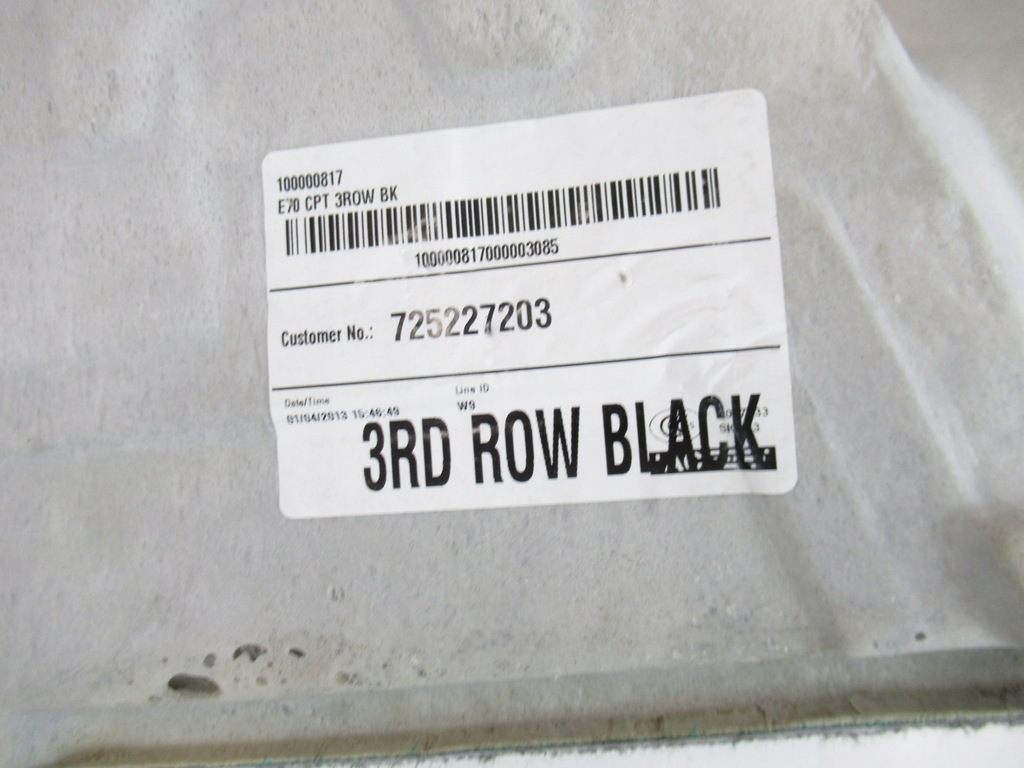 100000817
E70 CPT 3ROW BK
100000817000003085
Customer No.: 725227203
Date/Time
Line ID
01/04/2013 15:46:49
W9
3RD ROW BLACK